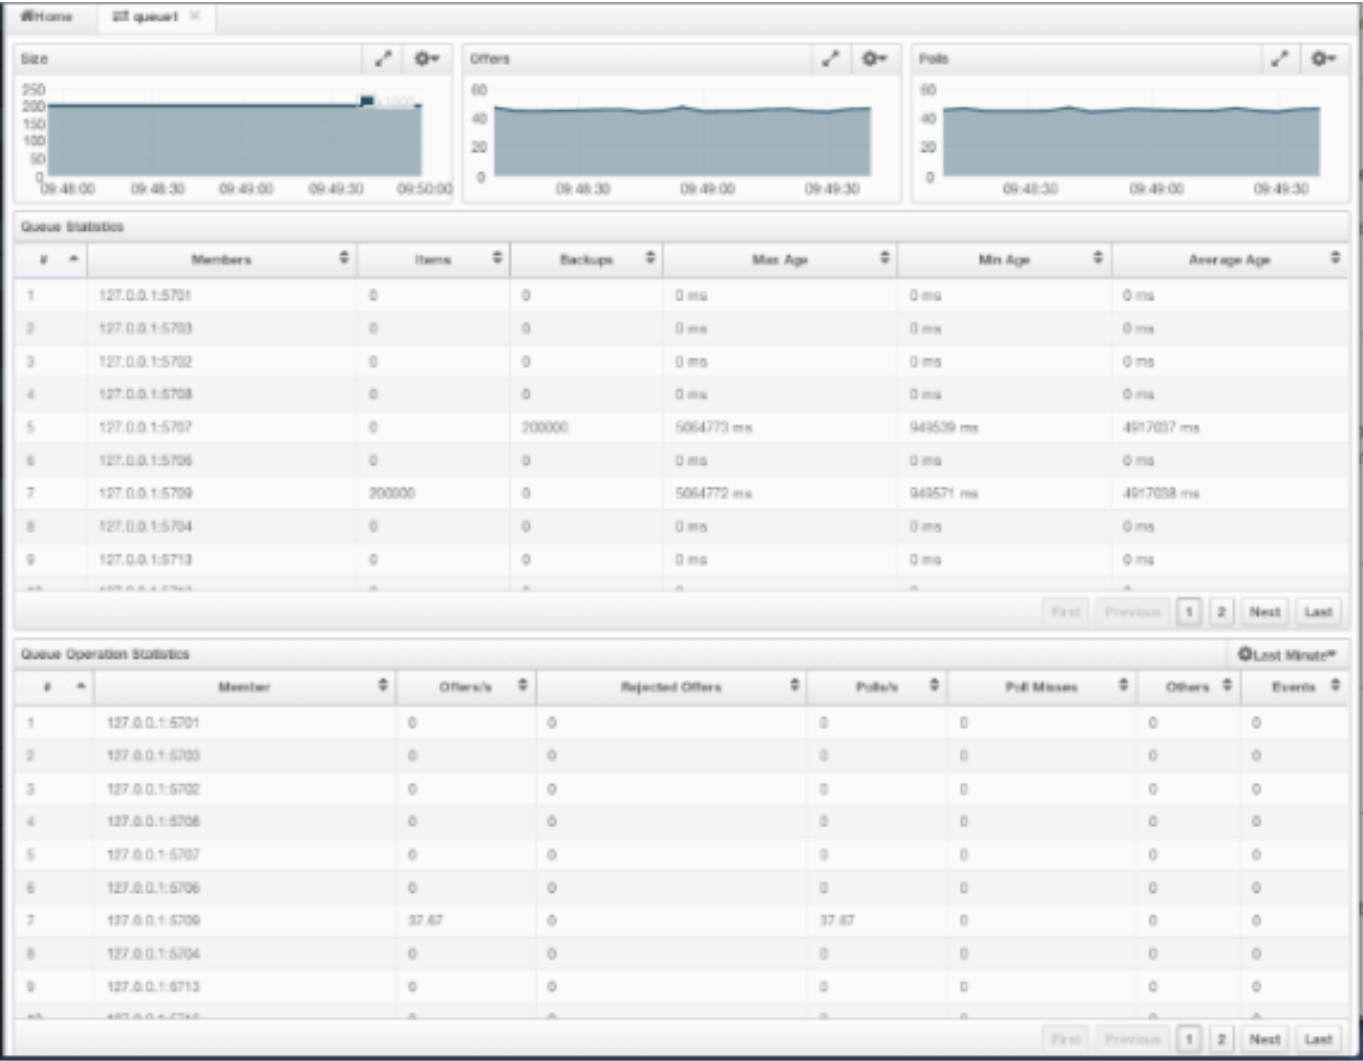 Home queue1
Size Offers Polls
250
200
150
100
50
0
x1000
09:48:00 09:48:30 09:49:00 09:49:30 09:50:00
60
40
20
0
09:48:30 09:49:00 09:49:30
60
40
20
0
09:48:30 09:49:00 09:49:30
Queue Statistics
# Members Items Backups Max Age Min Age Average Age
1 127.0.0.1:5701 0 0 0 ms 0 ms 0 ms
2 127.0.0.1:5703 0 0 0 ms 0 ms 0 ms
3 127.0.0.1:5702 0 0 0 ms 0 ms 0 ms
4 127.0.0.1:5708 0 0 0 ms 0 ms 0 ms
5 127.0.0.1:5707 0 200000 5064773 ms 949539 ms 4917037 ms
6 127.0.0.1:5706 0 0 0 ms 0 ms 0 ms
7 127.0.0.1:5709 200000 0 5064772 ms 949571 ms 4917038 ms
8 127.0.0.1:5704 0 0 0 ms 0 ms 0 ms
9 127.0.0.1:5713 0 0 0 ms 0 ms 0 ms
First Previous 1 2 Next Last
Queue Operation Statistics Last Minute
# Member Offers/s Rejected Offers Polls/s Poll Misses Others Events
1 127.0.0.1:5701 0 0 0 0 0 0
2 127.0.0.1:5703 0 0 0 0 0 0
3 127.0.0.1:5702 0 0 0 0 0 0
4 127.0.0.1:5708 0 0 0 0 0 0
5 127.0.0.1:5707 0 0 0 0 0 0
6 127.0.0.1:5706 0 0 0 0 0 0
7 127.0.0.1:5709 37.67 0 37.67 0 0 0
8 127.0.0.1:5704 0 0 0 0 0 0
9 127.0.0.1:5713 0 0 0 0 0 0
First Previous 1 2 Next Last